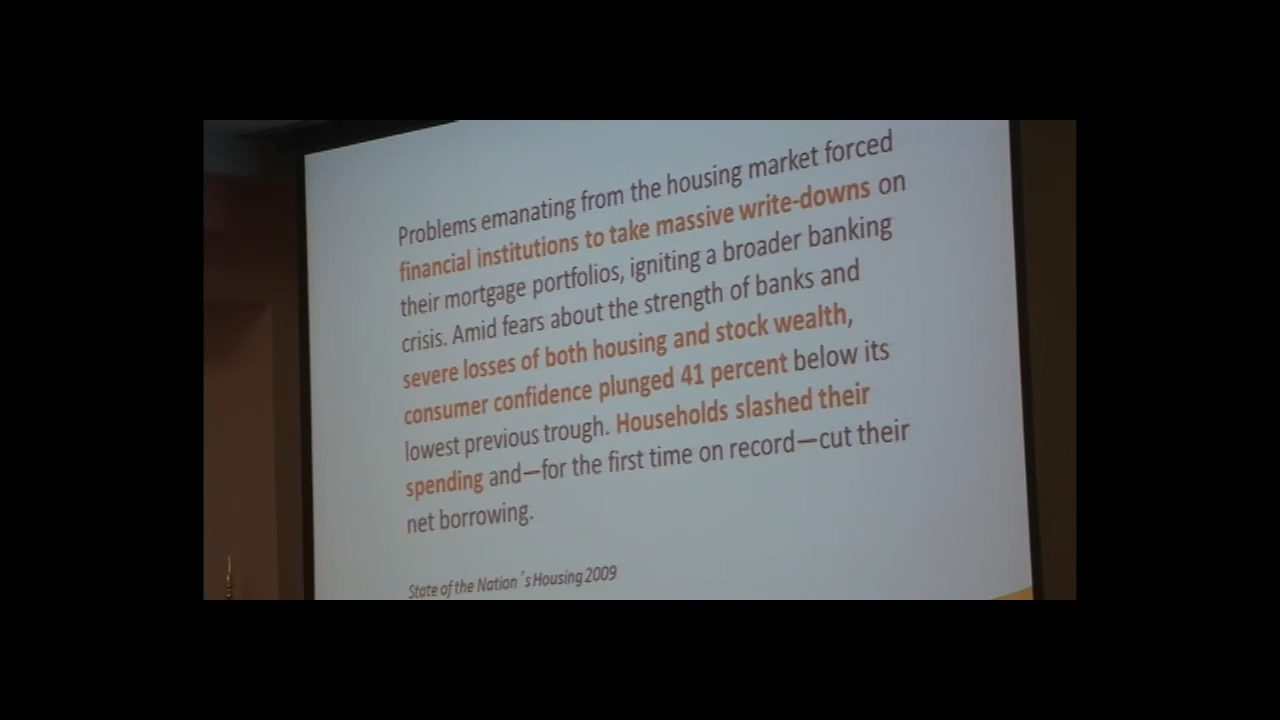 Problems emanating from the housing market forced
financial institutions to take massive write-downs on
their mortgage portfolios, igniting a broader banking
crisis. Amid fears about the strength of banks and
severe losses of both housing and stock wealth,
consumer confidence plunged 41 percent below its
lowest previous trough. Households slashed their
spending and—for the first time on record—cut their
net borrowing.
State of the Nation´s Housing 2009